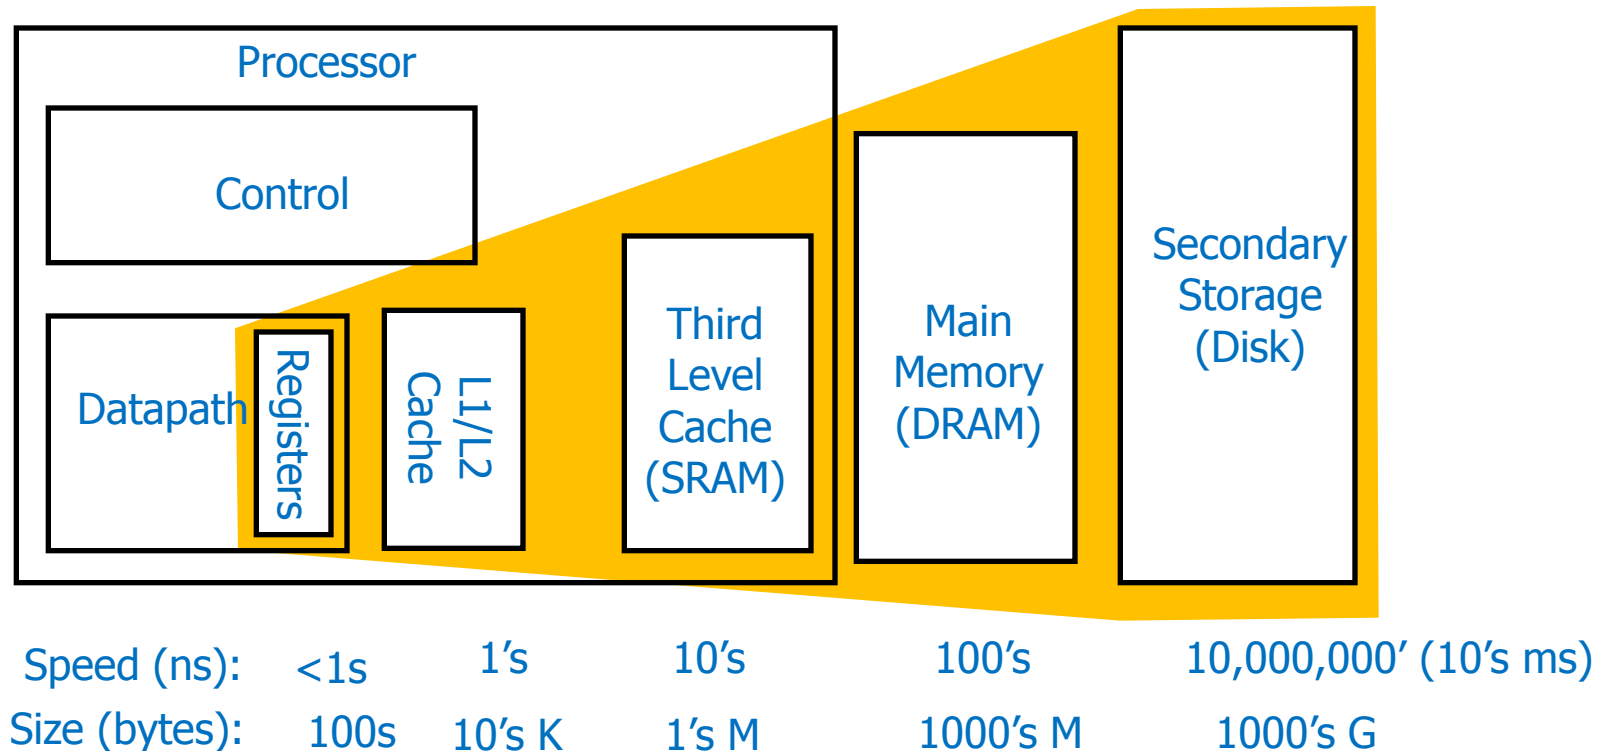 Processor
Control
Datapath
Registers
L1/L2
Cache
Third
Level
Cache
(SRAM)
Main
Memory
(DRAM)
Secondary
Storage
(Disk)
Speed (ns): <1s 1's 10's 100's 10,000,000' (10's ms)
Size (bytes): 100s 10's K 1's M 1000's M 1000's G